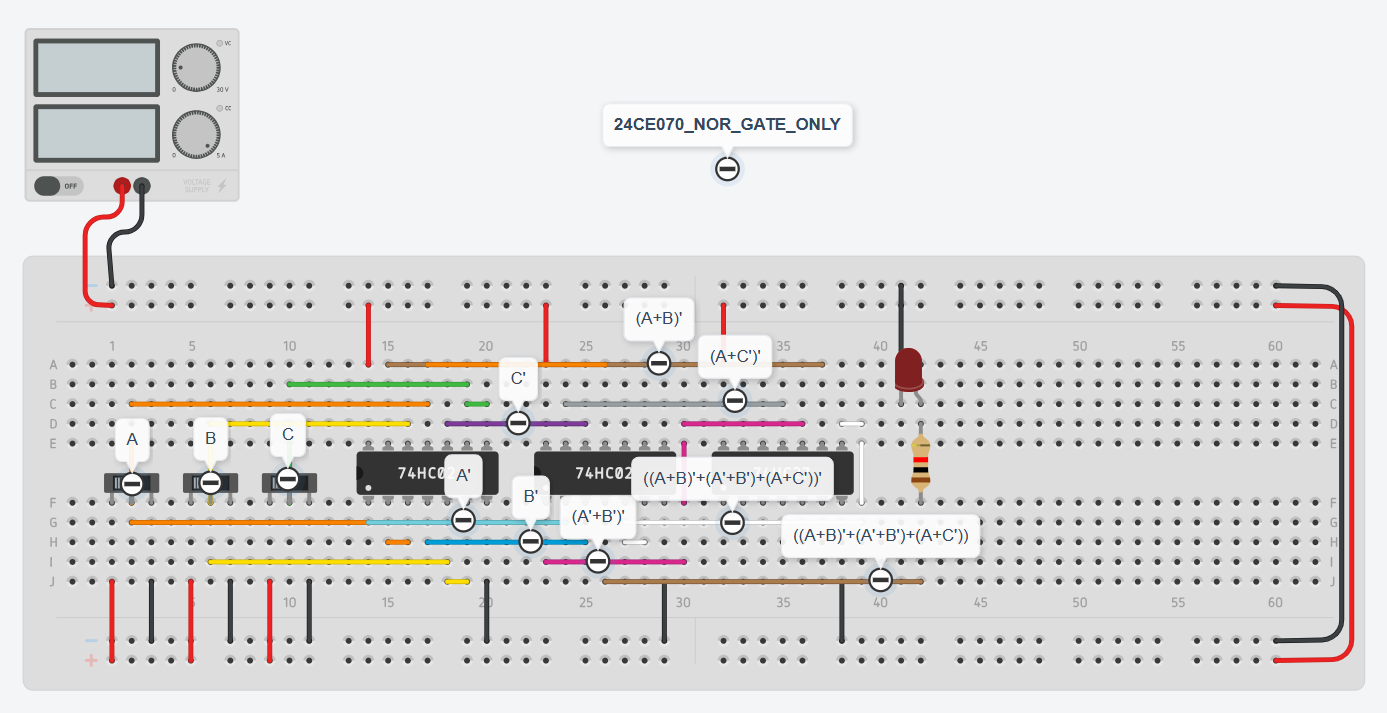 VC
0 30 V
CC
0 5 A
OFF
VOLTAGE SUPPLY
24CE070_NOR_GATE_ONLY
(A+B)'
(A+C')'
C'
1 5 10 15 20 25 30 35 40 45 50 55 60
A A
B B
C C
D D
E E
A
B
C
74HC02
74HC02
A'
((A+B)'+(A'+B')+(A+C'))'
B'
(A'+B')'
((A+B)'+(A'+B')+(A+C'))
F F
G G
H H
I I
J J
1 5 10 15 20 25 30 35 40 45 50 55 60